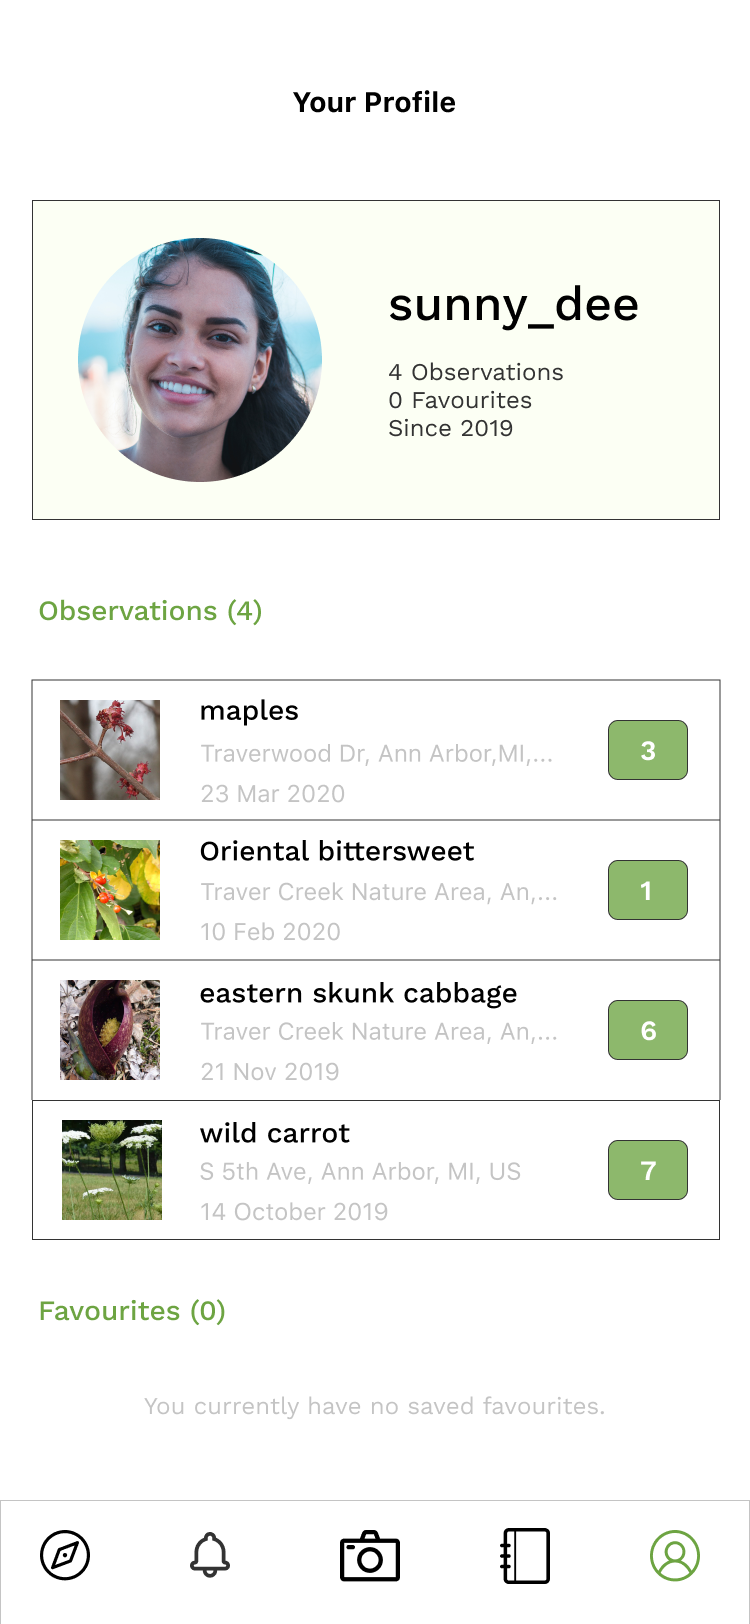 Your Profile
sunny_dee
4 Observations
0 Favourites
Since 2019
Observations (4)
maples
Traverwood Dr, Ann Arbor,MI,...
23 Mar 2020
3
Oriental bittersweet
Traver Creek Nature Area, An,...
10 Feb 2020
1
eastern skunk cabbage
Traver Creek Nature Area, An,...
21 Nov 2019
6
wild carrot
S 5th Ave, Ann Arbor, MI, US
14 October 2019
7
Favourites (0)
You currently have no saved favourites.